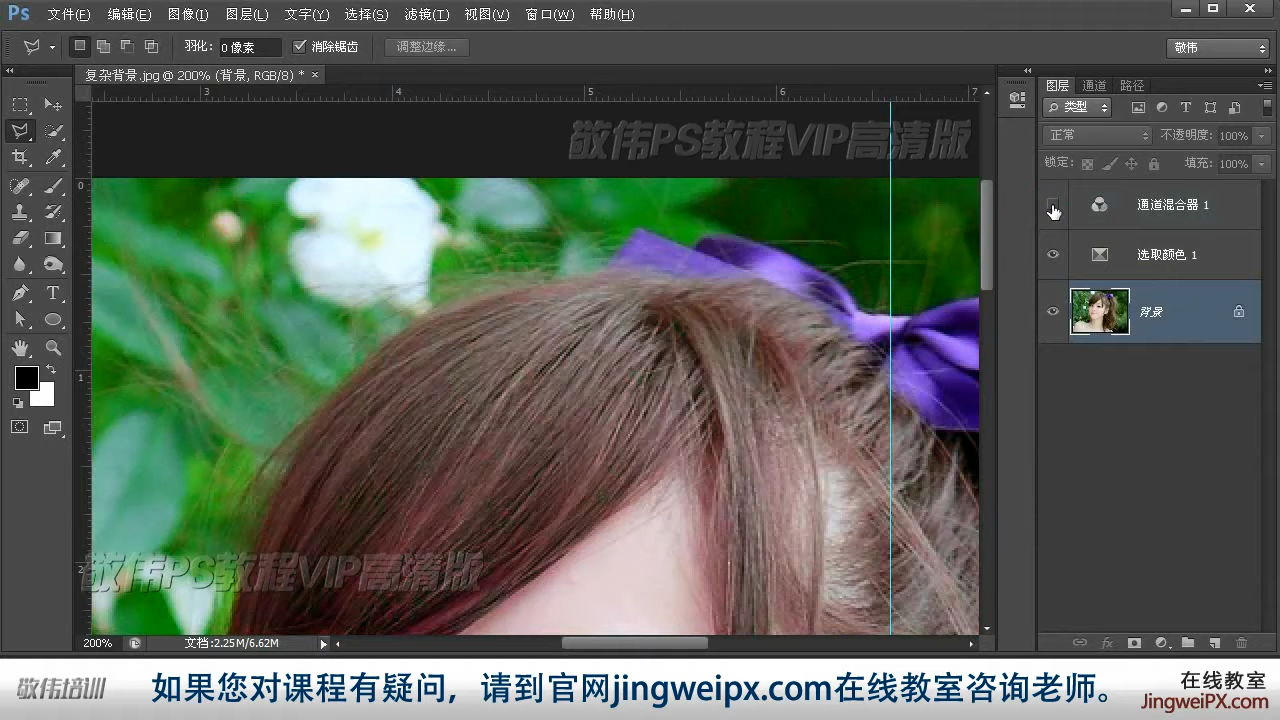 Ps 文件(F) 编辑(E) 图像(I) 图层(L) 文字(Y) 选择(S) 滤镜(T) 视图(V) 窗口(W) 帮助(H)
羽化: 0 像素 消除锯齿 调整边缘... 敬伟
复杂背景.jpg @ 200% (背景, RGB/8) * ×
图层 通道 路径
3 4 5 6 7
类型
敬伟PS教程VIP高清版
正常 不透明度: 100%
锁定: 填充: 100%
0
通道混合器 1
选取颜色 1
背景
1
2
敬伟PS教程VIP高清版
200% 文档:2.25M/6.62M
敬伟培训
如果您对课程有疑问，请到官网jingweipx.com在线教室咨询老师。
在线教室
JingweiPX.com